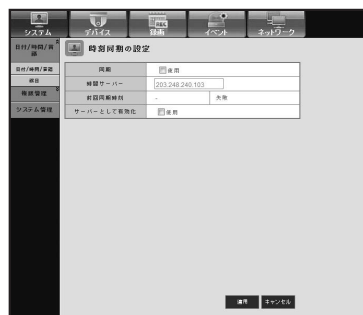 システム デバイス 録画 イベント ネットワーク
REC
日付/時間/言語
時刻同期の設定
日付/時間/言語
祝日
権限管理
システム管理
同期 使用
時間サーバー 203.248.240.103
前回同期時刻 - 失敗
サーバーとして有効化 使用
適用 キャンセル